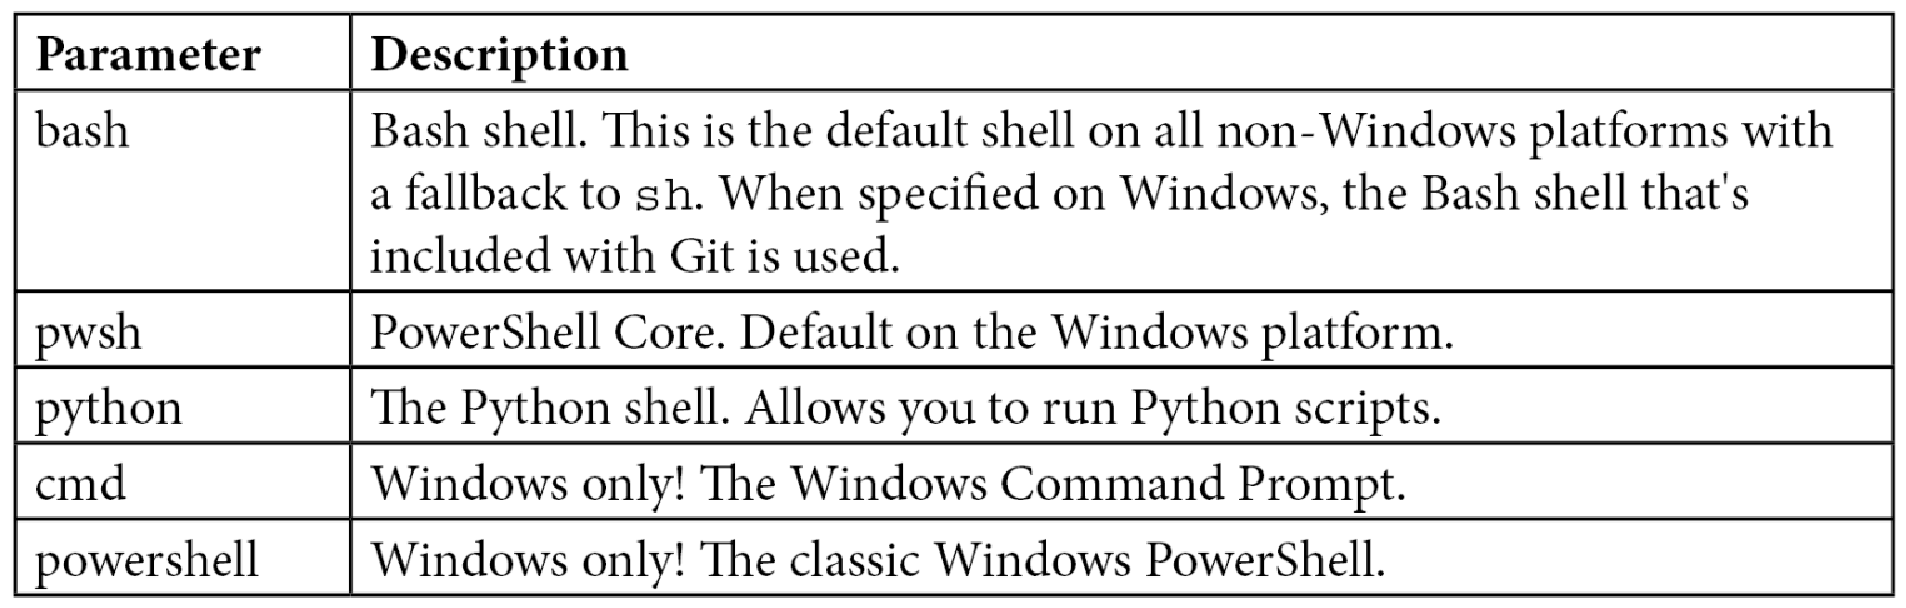 Parameter Description
bash Bash shell. This is the default shell on all non-Windows platforms with
a fallback to sh. When specified on Windows, the Bash shell that's
included with Git is used.
pwsh PowerShell Core. Default on the Windows platform.
python The Python shell. Allows you to run Python scripts.
cmd Windows only! The Windows Command Prompt.
powershell Windows only! The classic Windows PowerShell.